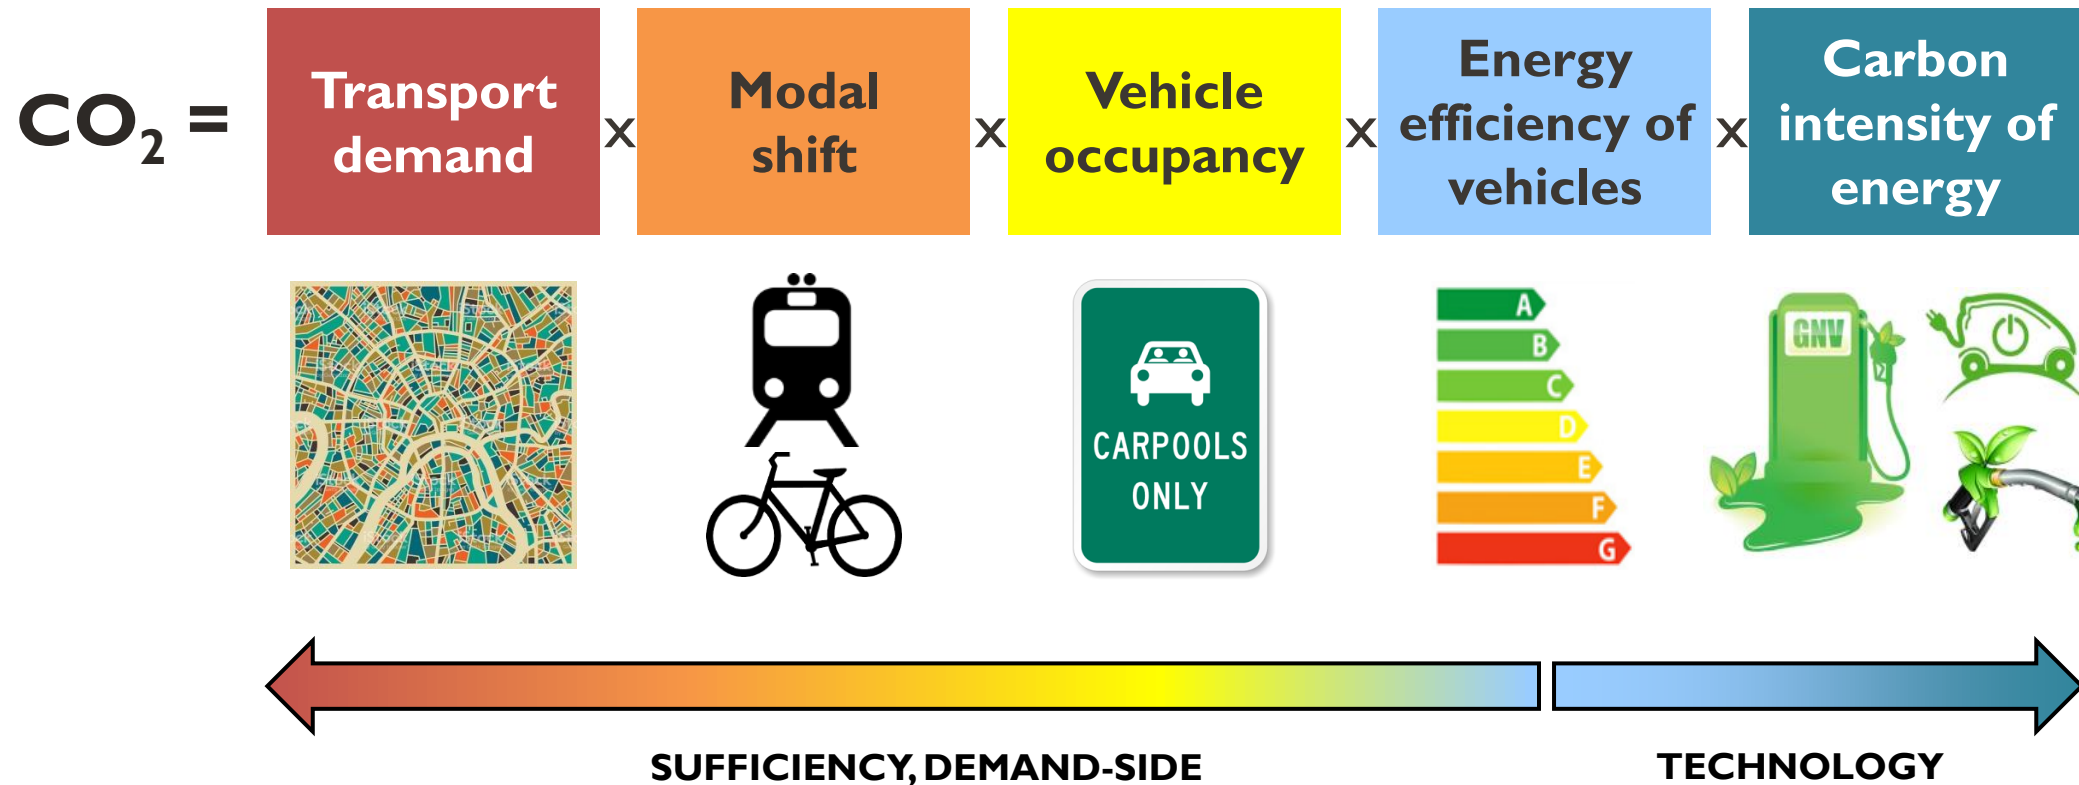 CO₂ =
Transport
demand
x
Modal
shift
x
Vehicle
occupancy
x
Energy
efficiency of
vehicles
x
Carbon
intensity of
energy
CARPOOLS
ONLY
A
B
C
D
E
F
G
GNV
SUFFICIENCY, DEMAND-SIDE
TECHNOLOGY